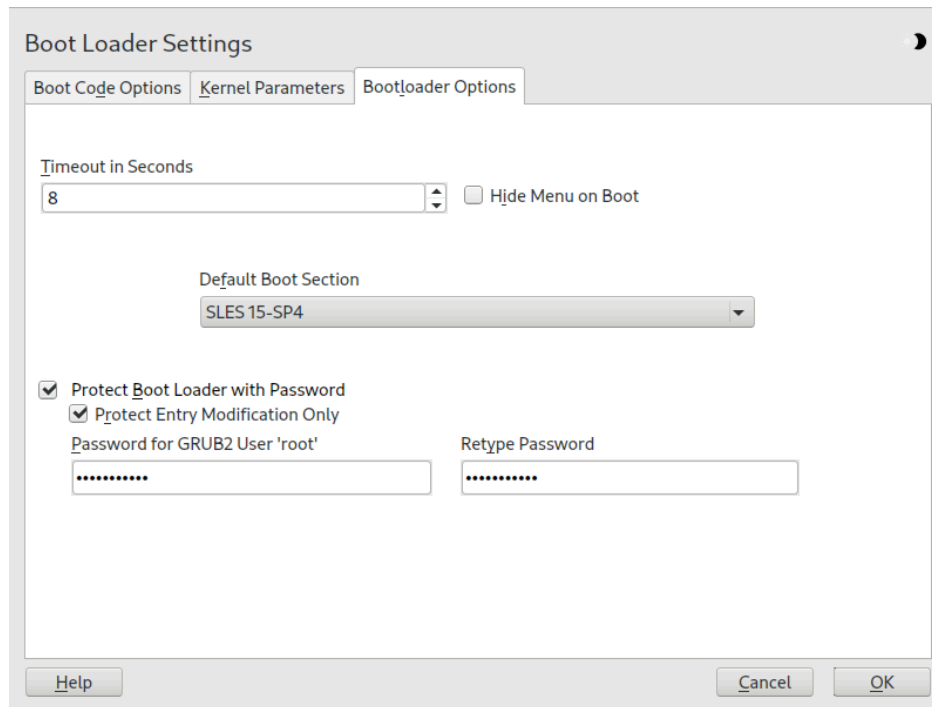 Boot Loader Settings
Boot Code Options Kernel Parameters Bootloader Options
Timeout in Seconds
8 Hide Menu on Boot
Default Boot Section
SLES 15-SP4
Protect Boot Loader with Password
Protect Entry Modification Only
Password for GRUB2 User 'root' Retype Password
••••••••••• •••••••••••
Help Cancel OK